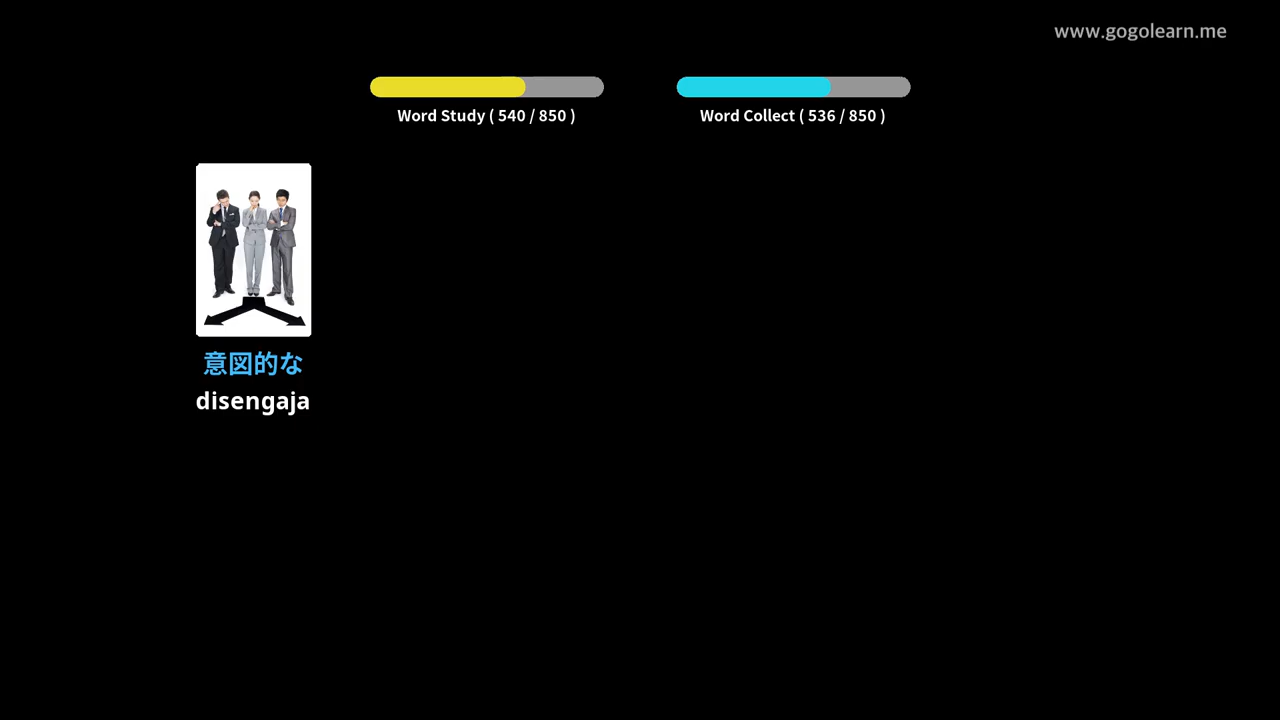 www.gogolearn.me
Word Study ( 540 / 850 )
Word Collect ( 536 / 850 )
意図的な
disengaja